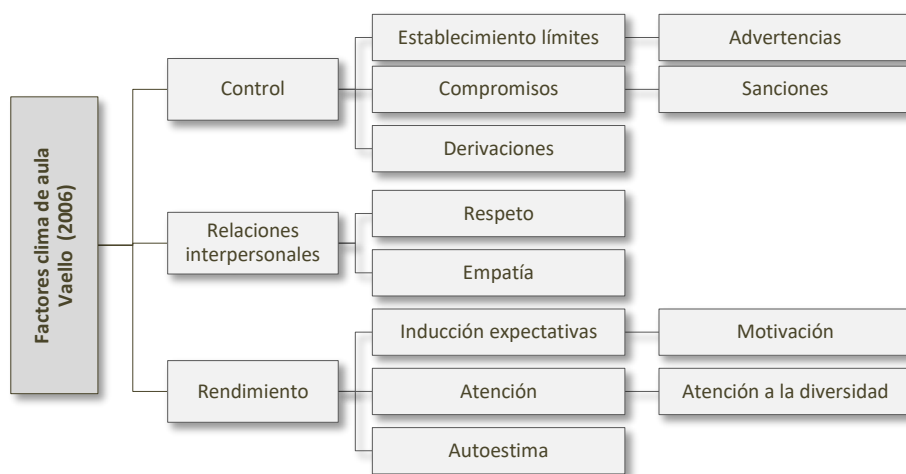 Factores clima de aula
Vaello (2006)
Control
Establecimiento límites
Advertencias
Compromisos
Sanciones
Derivaciones
Relaciones
interpersonales
Respeto
Empatía
Rendimiento
Inducción expectativas
Motivación
Atención
Atención a la diversidad
Autoestima